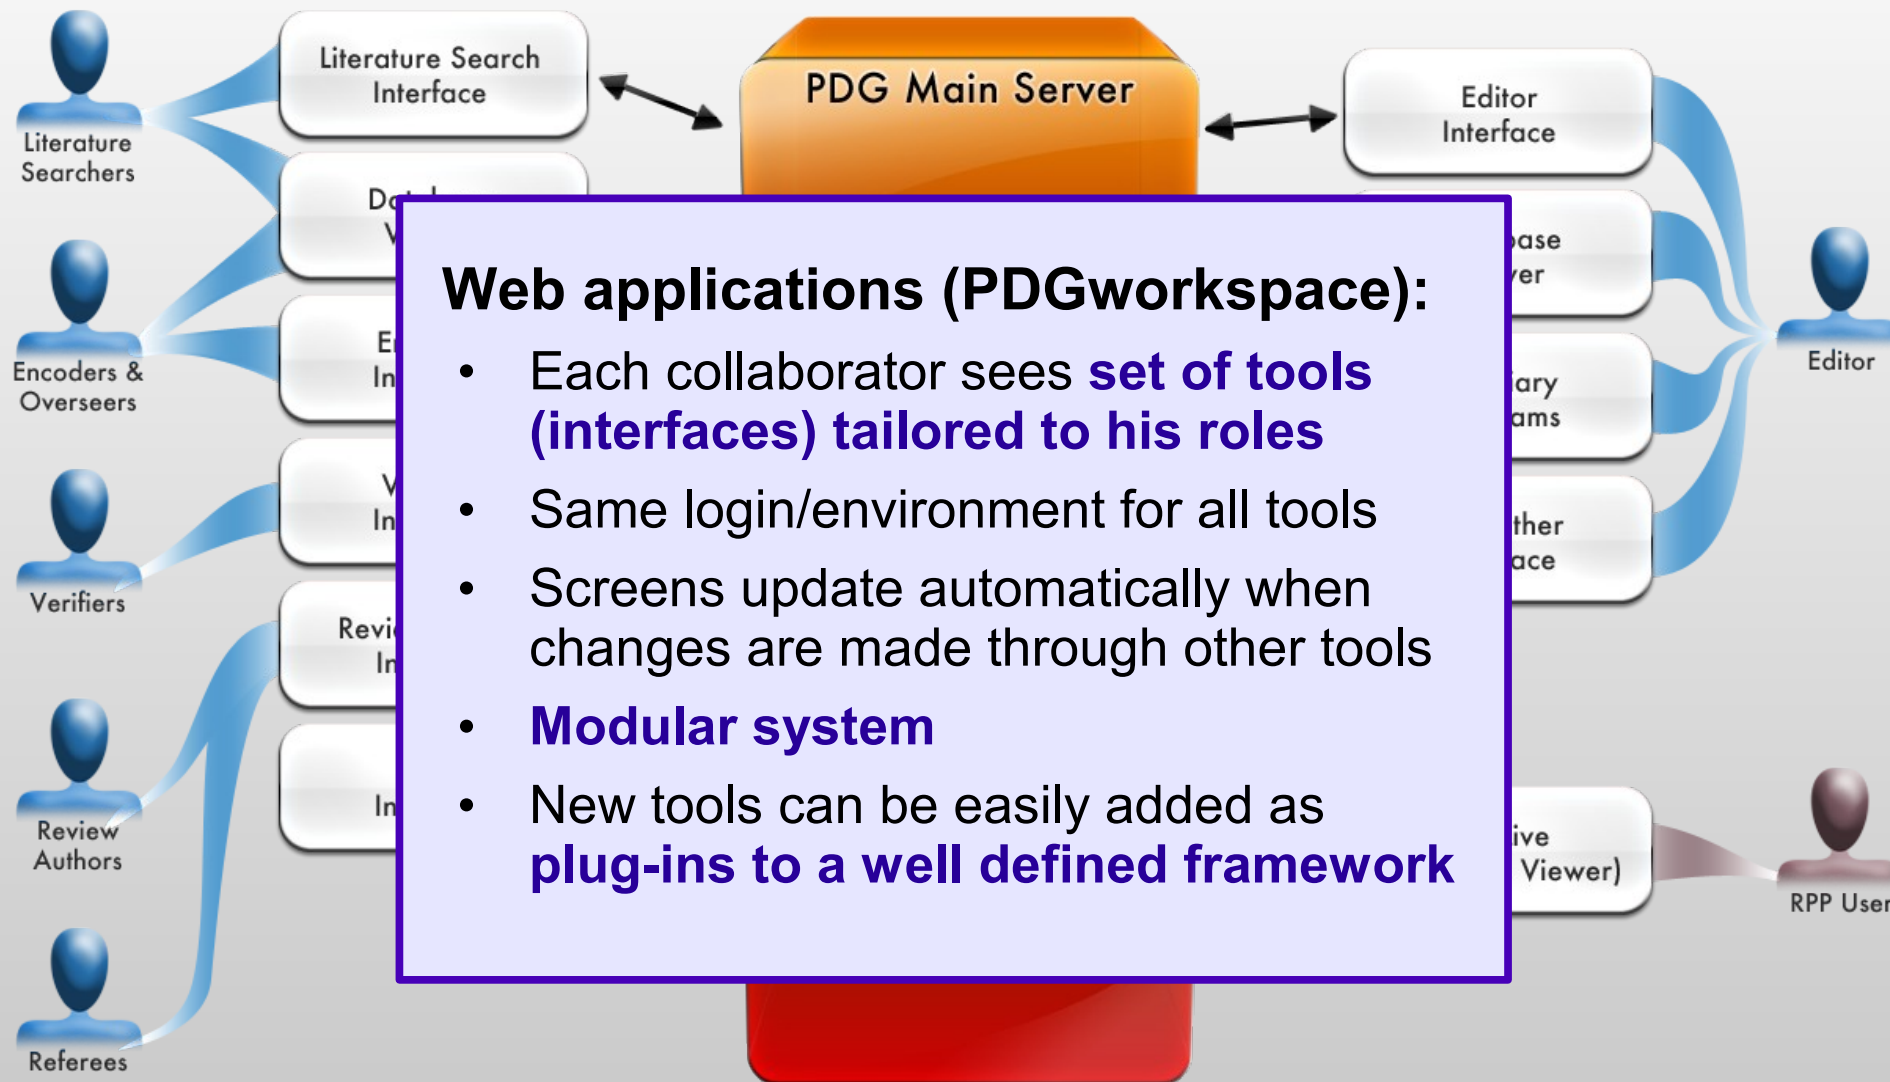 Literature Search
Interface
PDG Main Server
Editor
Interface
Literature
Searchers
Encoders &
Overseers
Verifiers
Review
Authors
Referees
Editor
RPP User
Viewer)
Web applications (PDGworkspace):
• Each collaborator sees set of tools
(interfaces) tailored to his roles
• Same login/environment for all tools
• Screens update automatically when
changes are made through other tools
• Modular system
• New tools can be easily added as
plug-ins to a well defined framework